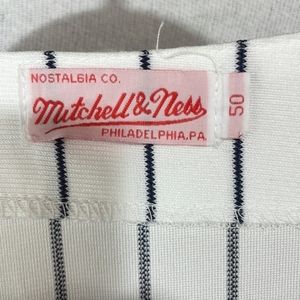 NOSTALGIA CO.
Mitchell & Ness
PHILADELPHIA, PA.
50